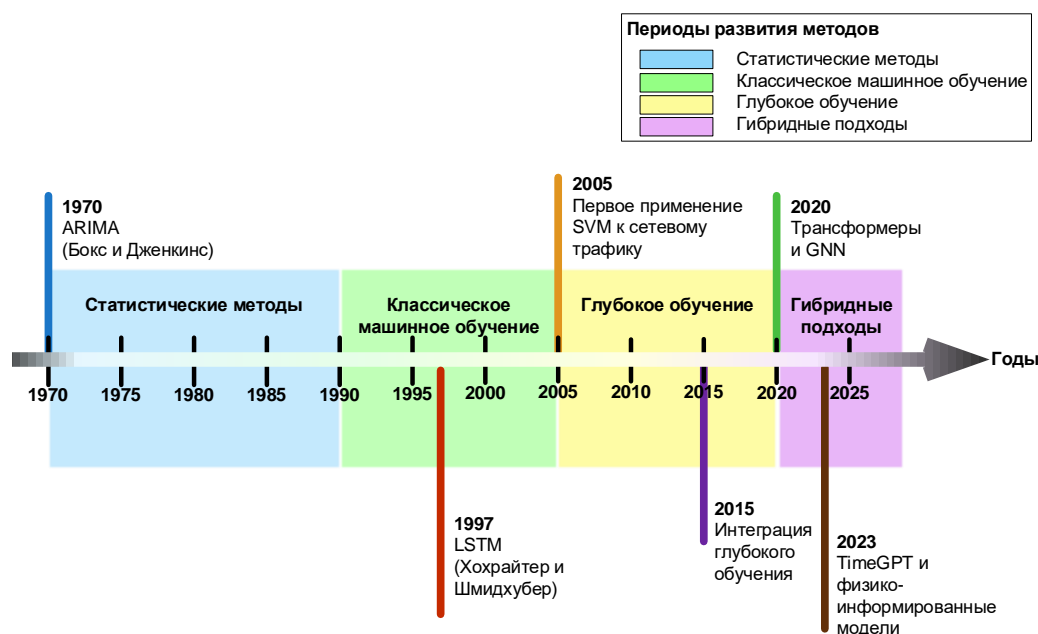 Периоды развития методов
Статистические методы
Классическое машинное обучение
Глубокое обучение
Гибридные подходы
1970
ARIMA
(Бокс и Дженкинс)
2005
Первое применение
SVM к сетевому
трафику
2020
Трансформеры
и GNN
Статистические методы
Классическое
машинное обучение
Глубокое обучение
Гибридные
подходы
Годы
1970
1975
1980
1985
1990
1995
2000
2005
2010
2015
2020
2025
1997
LSTM
(Хохрайтер и
Шмидхубер)
2015
Интеграция
глубокого
обучения
2023
TimeGPT и
физико-
информированные
модели